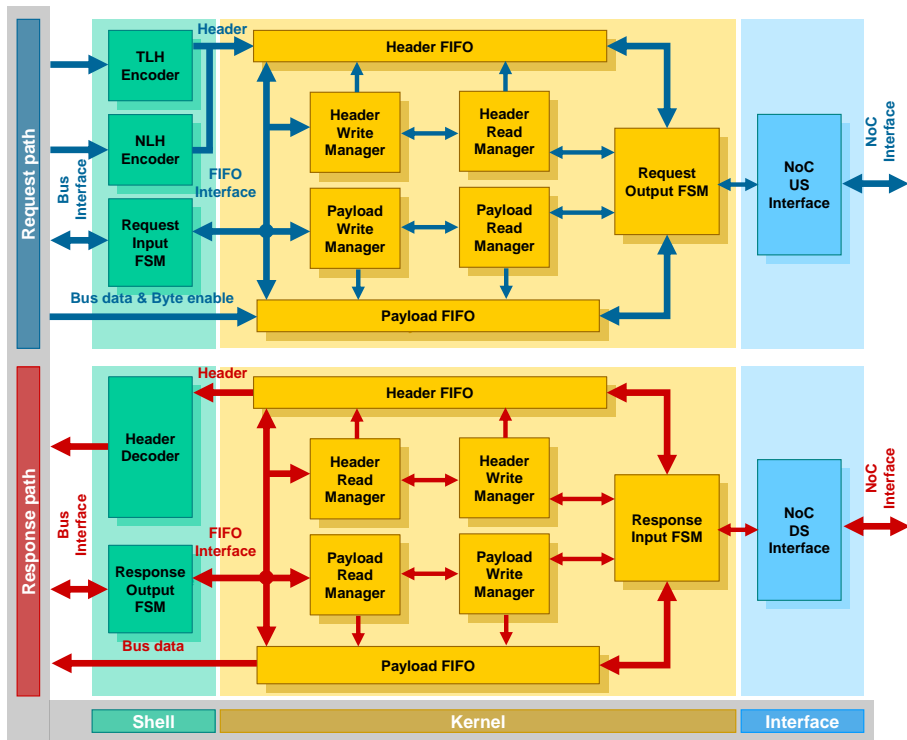 Request path
Bus
Interface
TLH
Encoder
NLH
Encoder
Request
Input
FSM
Header
FIFO
Interface
Bus data & Byte enable
Header FIFO
Header
Write
Manager
Header
Read
Manager
Payload
Write
Manager
Payload
Read
Manager
Payload FIFO
Request
Output FSM
NoC
US
Interface
NoC
Interface
Response path
Bus
Interface
Header
Decoder
Response
Output
FSM
Header
FIFO
Interface
Bus data
Header FIFO
Header
Read
Manager
Header
Write
Manager
Payload
Read
Manager
Payload
Write
Manager
Payload FIFO
Response
Input FSM
NoC
DS
Interface
NoC
Interface
Shell
Kernel
Interface